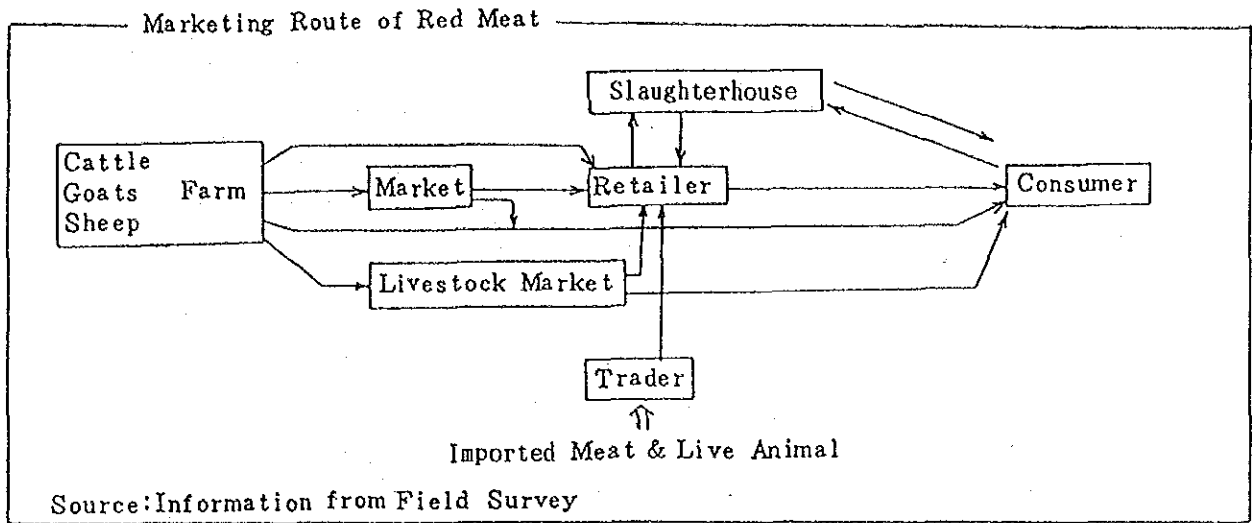 Marketing Route of Red Meat
Slaughterhouse
Cattle
Goats Farm
Sheep
Market
Retailer
Consumer
Livestock Market
Trader
Imported Meat & Live Animal
Source:Information from Field Survey